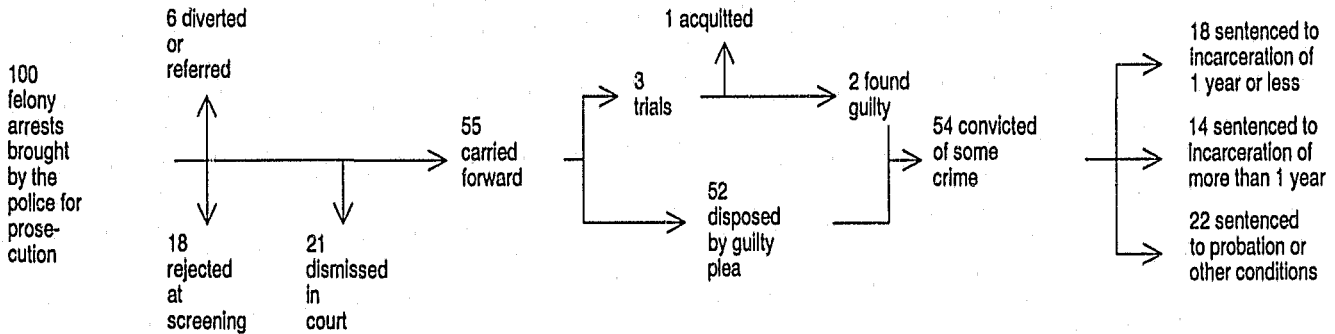 100
felony
arrests
brought
by the
police for
prose-
cution
6 diverted
or
referred
18
rejected
at
screening
21
dismissed
in
court
55
carried
forward
3
trials
1 acquitted
2 found
guilty
52
disposed
by guilty
plea
54 convicted
of some
crime
18 sentenced to
incarceration of
1 year or less
14 sentenced to
incarceration of
more than 1 year
22 sentenced
to probation or
other conditions